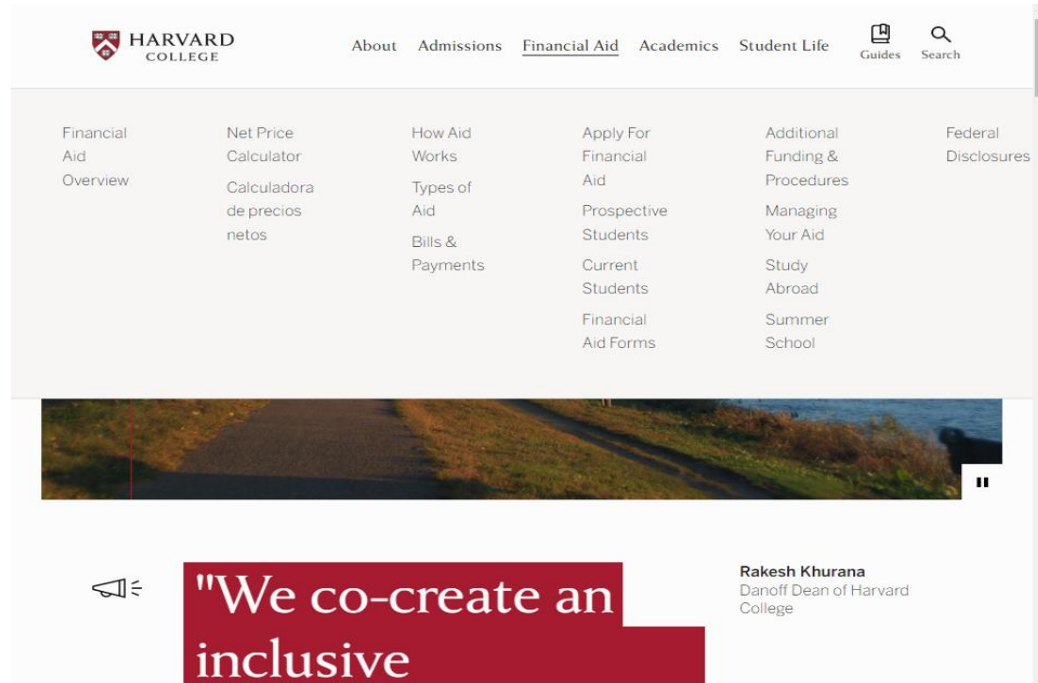 HARVARD
COLLEGE
About Admissions Financial Aid Academics Student Life Guides Search
Financial
Aid
Overview
Net Price
Calculator
Calculadora
de precios
netos
How Aid
Works
Types of
Aid
Bills &
Payments
Apply For
Financial
Aid
Prospective
Students
Current
Students
Financial
Aid Forms
Additional
Funding &
Procedures
Managing
Your Aid
Study
Abroad
Summer
School
Federal
Disclosures
"We co-create an
inclusive
Rakesh Khurana
Danoff Dean of Harvard
College